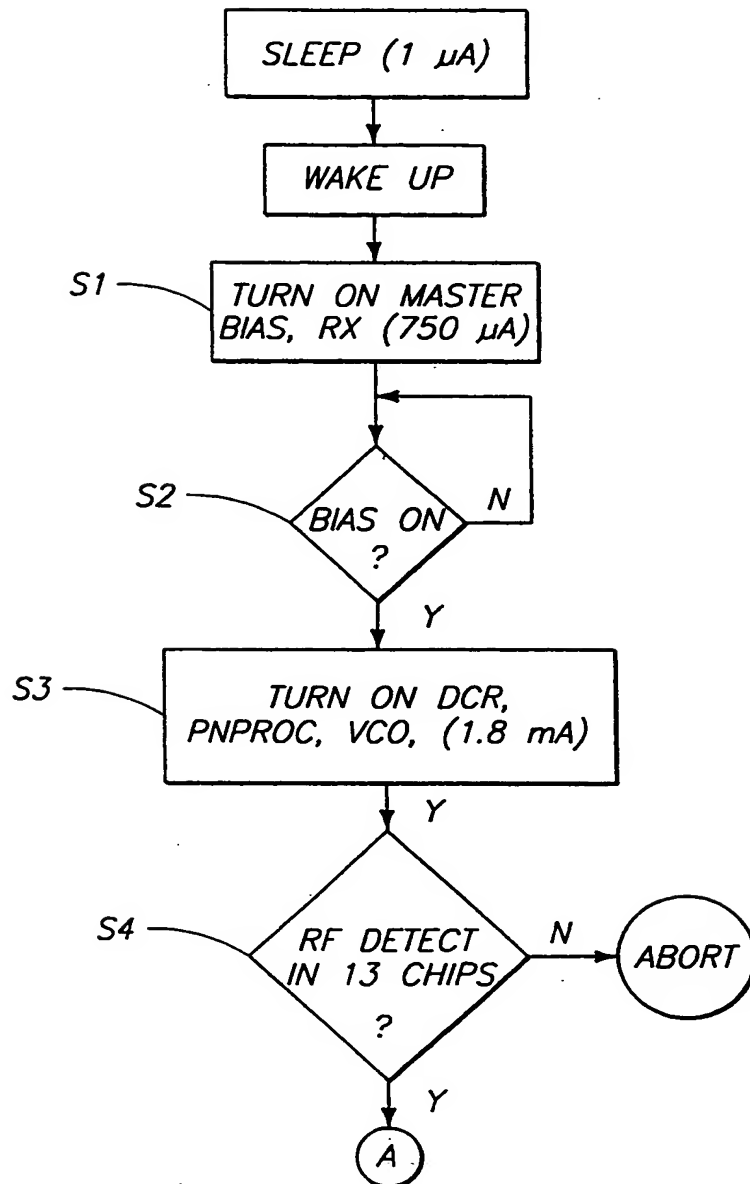 SLEEP (1 µA)
WAKE UP
S1
TURN ON MASTER
BIAS, RX (750 µA)
S2
BIAS ON
?
N
Y
S3
TURN ON DCR,
PNPROC, VCO, (1.8 mA)
Y
S4
RF DETECT
IN 13 CHIPS
?
N
ABORT
Y
A